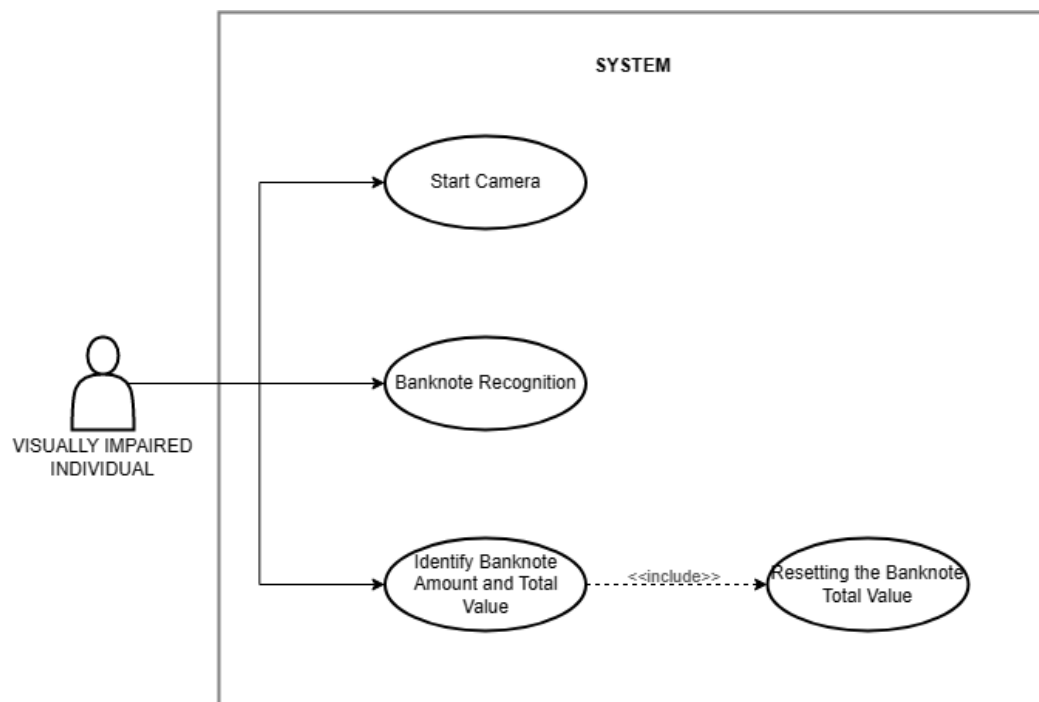 SYSTEM
Start Camera
Banknote Recognition
VISUALLY IMPAIRED
INDIVIDUAL
Identify Banknote
Amount and Total
Value
<<include>>
Resetting the Banknote
Total Value